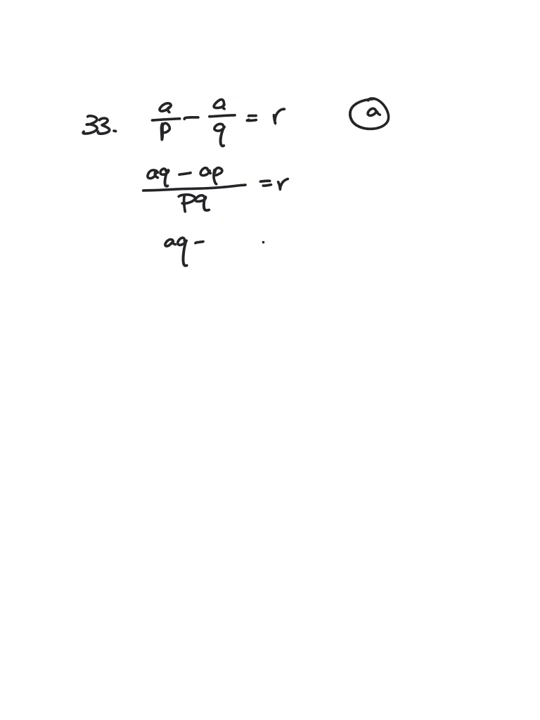 33. a/p - a/q = r (a)
aq - ap / pq = r
aq -